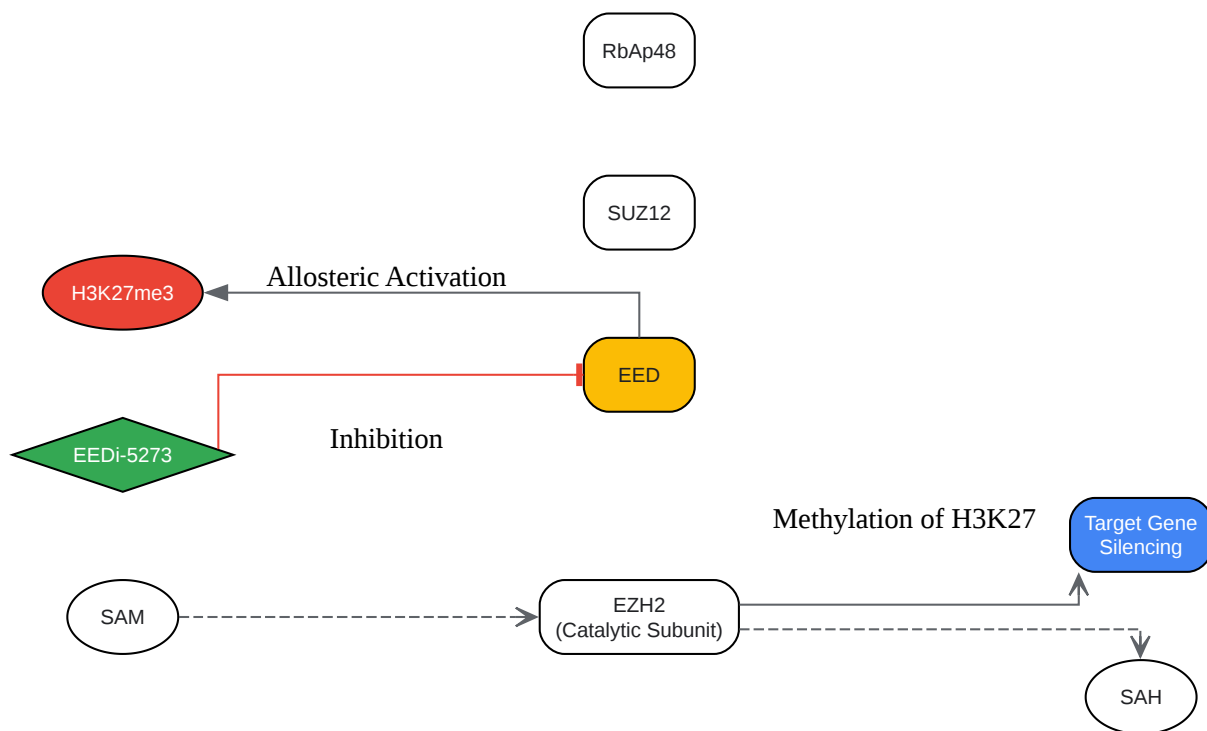 RbAp48
SUZ12
Allosteric Activation
H3K27me3
EED
Inhibition
EEDi-5273
Methylation of H3K27
Target Gene
Silencing
SAM
EZH2
(Catalytic Subunit)
SAH